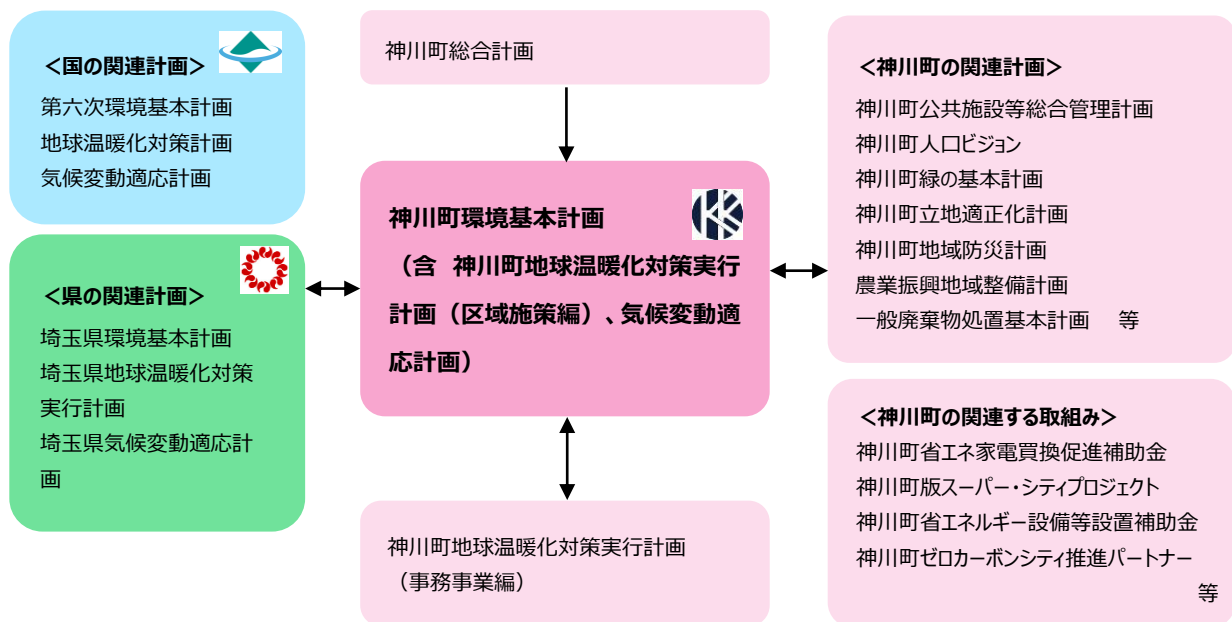 <国の関連計画>
第六次環境基本計画
地球温暖化対策計画
気候変動適応計画
<県の関連計画>
埼玉県環境基本計画
埼玉県地球温暖化対策
実行計画
埼玉県気候変動適応計
画
神川町総合計画
神川町環境基本計画
（含 神川町地球温暖化対策実行
計画（区域施策編）、気候変動適
応計画）
神川町地球温暖化対策実行計画
（事務事業編）
<神川町の関連計画>
神川町公共施設等総合管理計画
神川町人口ビジョン
神川町緑の基本計画
神川町立地適正化計画
神川町地域防災計画
農業振興地域整備計画
一般廃棄物処置基本計画 等
<神川町の関連する取組み>
神川町省エネ家電買換促進補助金
神川町版スーパー・シティプロジェクト
神川町省エネルギー設備等設置補助金
神川町ゼロカーボンシティ推進パートナー
等